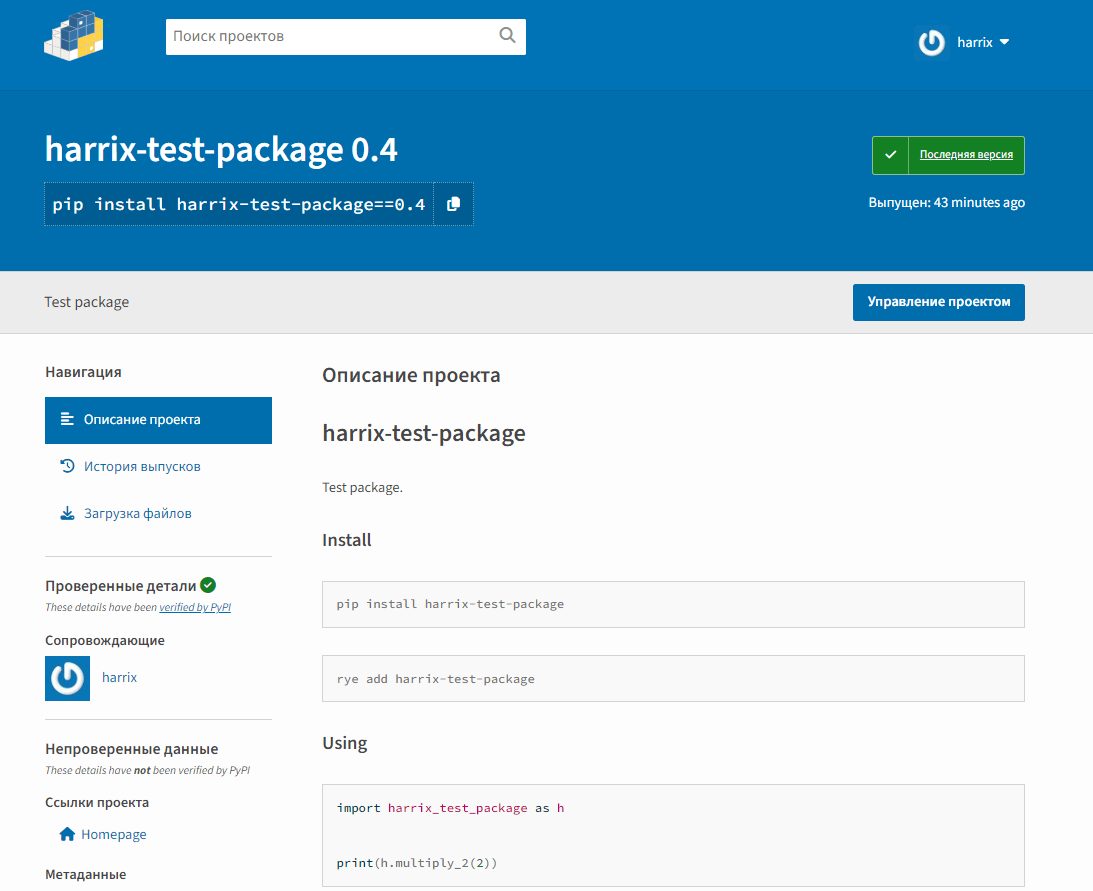 Поиск проектов
harrix
harrix-test-package 0.4
pip install harrix-test-package==0.4
Последняя версия
Выпущен: 43 minutes ago
Test package
Управление проектом
Навигация
Описание проекта
История выпусков
Загрузка файлов
Проверенные детали
These details have been verified by PyPI
Сопровождающие
harrix
Непроверенные данные
These details have not been verified by PyPI
Ссылки проекта
Homepage
Метаданные
Описание проекта
harrix-test-package
Test package.
Install
pip install harrix-test-package
rye add harrix-test-package
Using
import harrix_test_package as h
print(h.multiply_2(2))